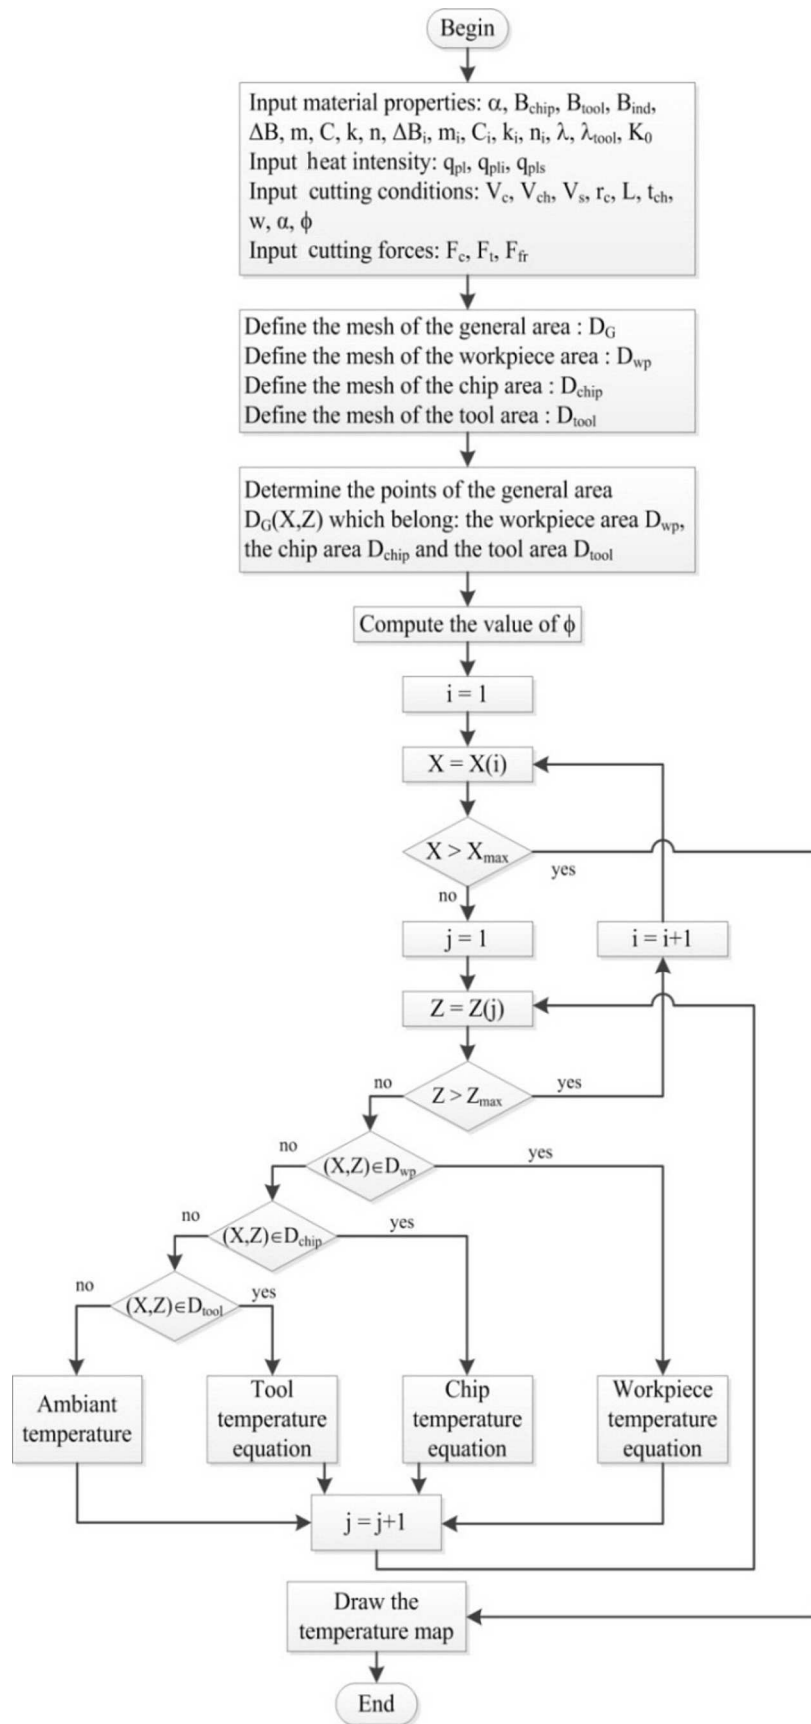 Begin
Input material properties: α, B_chip, B_tool, B_ind,
ΔB, m, C, k, n, ΔB_i, m_i, C_i, k_i, n_i, λ, λ_tool, K_0
Input heat intensity: q_pl, q_pli, q_pls
Input cutting conditions: V_c, V_ch, V_s, r_c, L, t_ch,
w, α, ϕ
Input cutting forces: F_c, F_t, F_fr
Define the mesh of the general area : D_G
Define the mesh of the workpiece area : D_wp
Define the mesh of the chip area : D_chip
Define the mesh of the tool area : D_tool
Determine the points of the general area
D_G(X,Z) which belong: the workpiece area D_wp,
the chip area D_chip and the tool area D_tool
Compute the value of ϕ
i = 1
X = X(i)
X > X_max
yes
no
j = 1
i = i+1
Z = Z(j)
no
Z > Z_max
yes
no
(X,Z)∈D_wp
yes
no
(X,Z)∈D_chip
yes
no
(X,Z)∈D_tool
yes
Ambiant
temperature
Tool
temperature
equation
Chip
temperature
equation
Workpiece
temperature
equation
j = j+1
Draw the
temperature map
End